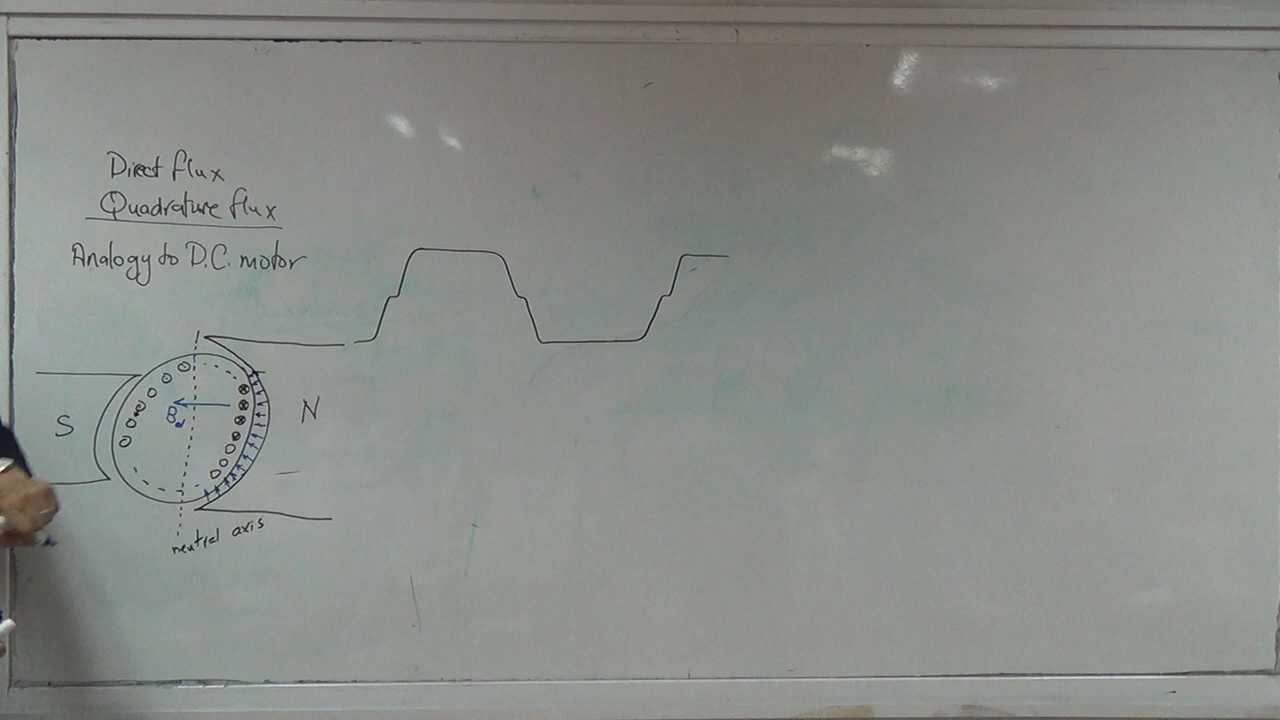 Direct flux
Quadrature flux
Analogy to D.C. motor
S
N
neutral axis